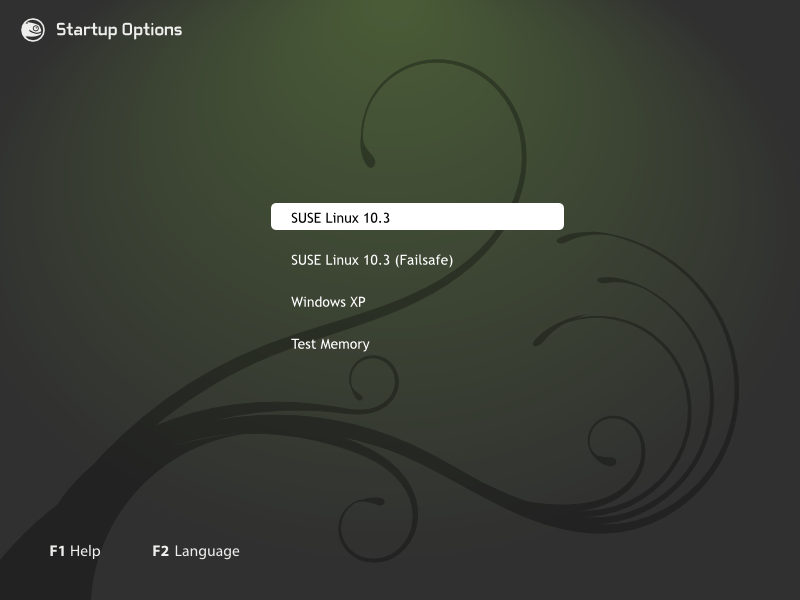 Startup Options
SUSE Linux 10.3
SUSE Linux 10.3 (Failsafe)
Windows XP
Test Memory
F1 Help F2 Language